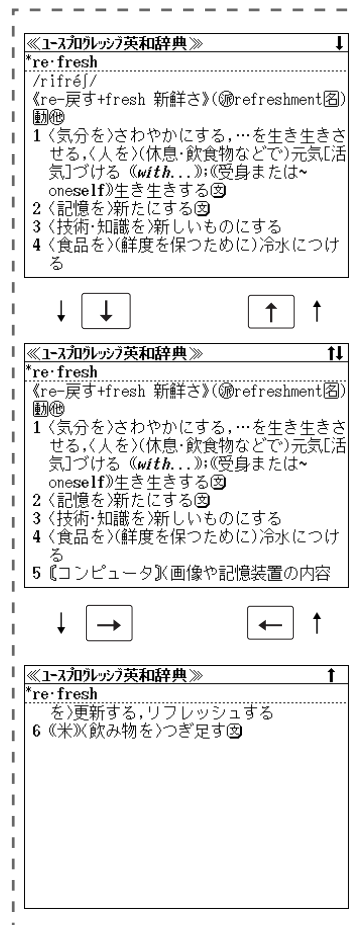 ≪ユースプログレッシブ英和辞典≫ ↓
*re·fresh
/rifréʃ/
《re-戻す+fresh 新鮮さ》(㊔refreshment名)
動他
1〈気分を〉さわやかにする,…を生き生きさ
せる,〈人を〉(休息·飲食物などで)元気[活
気]づける《with...》;《受身または~
oneself》生き生きする文
2〈記憶を〉新たにする文
3〈技術·知識を〉新しいものにする
4〈食品を〉(鮮度を保つために)冷水につけ
る
↓ ↓ ↑ ↑
≪ユースプログレッシブ英和辞典≫ ↑↓
*re·fresh
《re-戻す+fresh 新鮮さ》(派refreshment名)
動他
1〈気分を〉さわやかにする,…を生き生きさ
せる,〈人を〉(休息·飲食物などで)元気[活
気]づける《with...》;《受身または~
oneself》生き生きする文
2〈記憶を〉新たにする文
3〈技術·知識を〉新しいものにする
4〈食品を〉(鮮度を保つために)冷水につけ
る
5〘コンピュータ〙〈画像や記憶装置の内容
↓ → ← ↑
≪ユースプログレッシブ英和辞典≫ ↑
*re·fresh
を〉更新する,リフレッシュする
6《米》〈飲み物を〉つぎ足す文